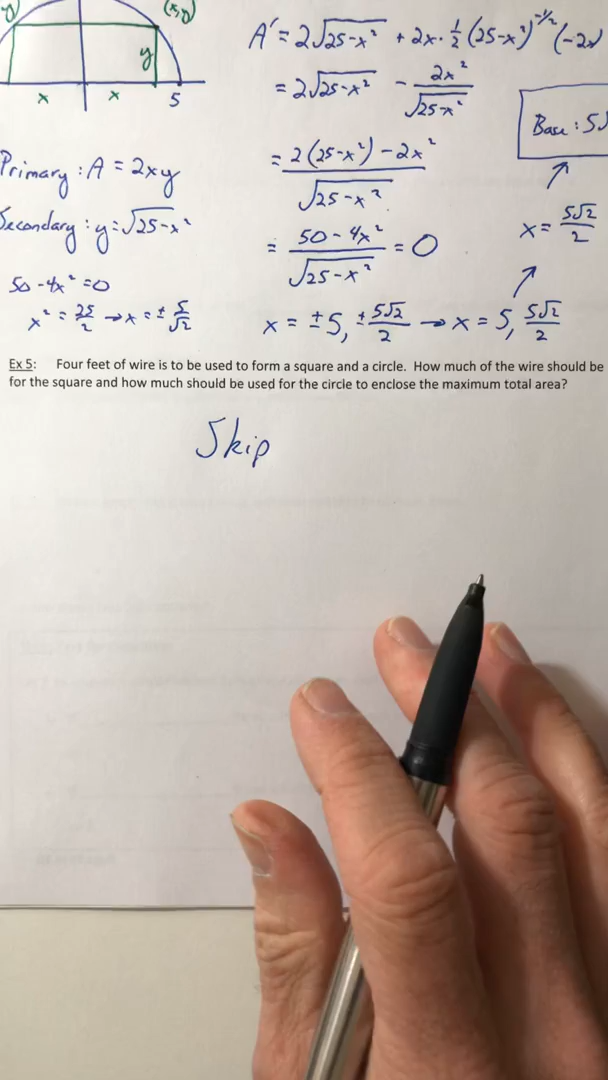 y)
(x,y)
y
x x 5
A' = 2√25-x² + 2x·½(25-x²)^-½(-2x
= 2√25-x² - 2x²/√25-x²
Base: 5√
Primary: A = 2xy
= 2(25-x²)-2x²/√25-x²
Secondary: y=√25-x²
x= 5√2/2
= 50-4x²/√25-x² = 0
50-4x²=0
x² = 25/2 → x = ± 5/√2
x = ±5, ±5√2/2 → x = 5, 5√2/2
Ex 5: Four feet of wire is to be used to form a square and a circle. How much of the wire should be
for the square and how much should be used for the circle to enclose the maximum total area?
Skip